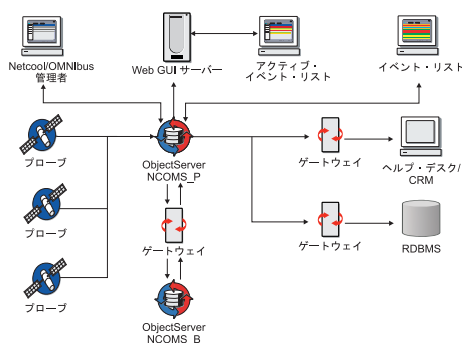 Netcool/OMNIbus
管理者
Web GUI サーバー
アクティブ・
イベント・リスト
イベント・リスト
プローブ
ObjectServer
NCOMS_P
ゲートウェイ
ヘルプ・デスク/
CRM
プローブ
ゲートウェイ
ゲートウェイ
RDBMS
プローブ
ObjectServer
NCOMS_B